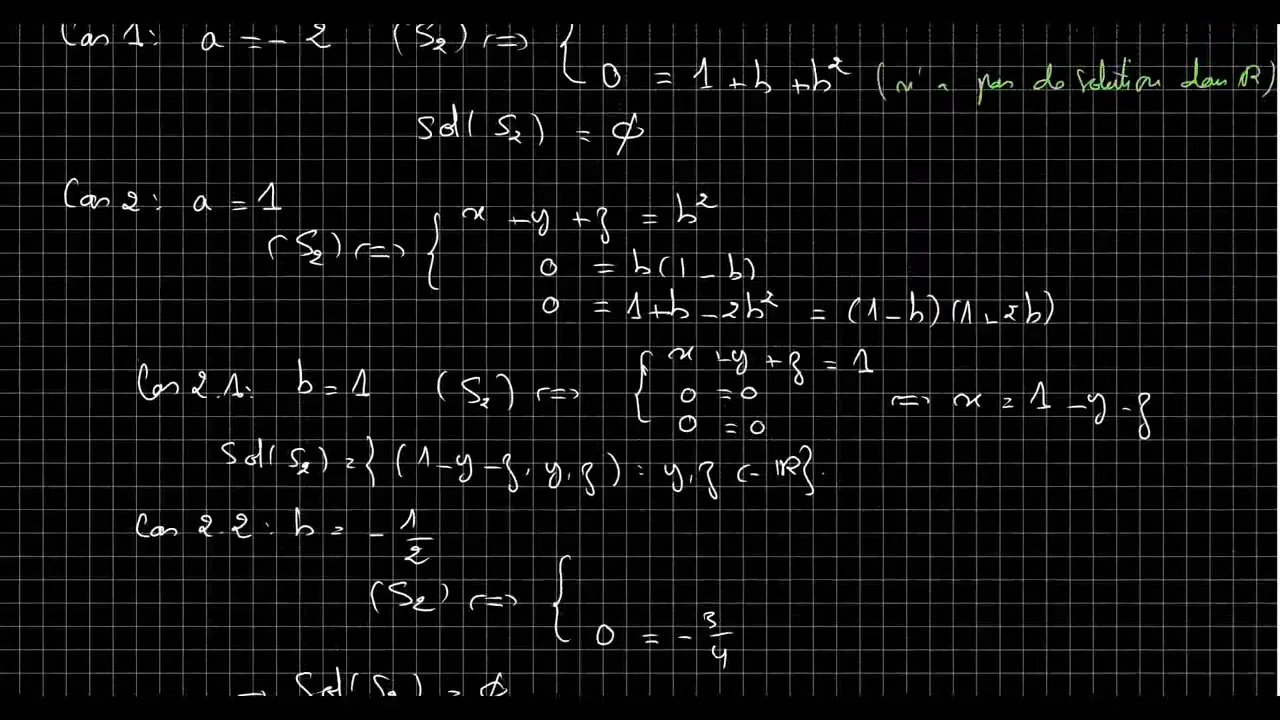 Cas 1: a = -2 (S₂) ⟺ {
0 = 1 + b + b² (n'a pas de solution dans ℝ)
Sol(S₂) = ∅
Cas 2: a = 1
x + y + z = b²
(S₂) ⟺ {
0 = b(1 - b)
0 = 1 + b - 2b² = (1 - b)(1 + 2b)
Cas 2.1: b = 1 (S₂) ⟺ { x + y + z = 1
0 = 0
0 = 0
⟺ x = 1 - y - z
Sol(S₂) = {(1 - y - z, y, z) : y, z ∈ ℝ}.
Cas 2.2: b = -1/2
(S₂) ⟺ {
0 = -3/4
→ Sol(S₂) = ∅